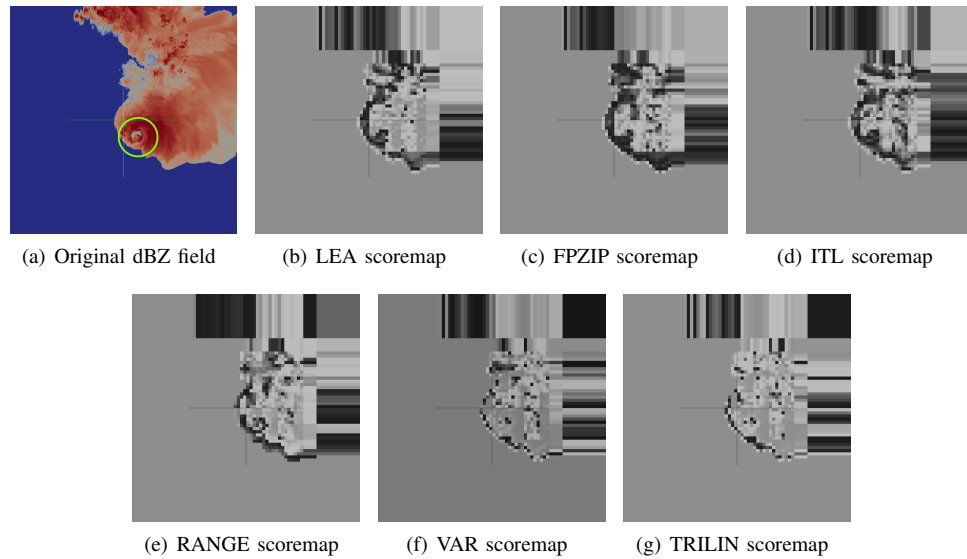 (a) Original dBZ field
(b) LEA scoremap
(c) FPZIP scoremap
(d) ITL scoremap
(e) RANGE scoremap
(f) VAR scoremap
(g) TRILIN scoremap